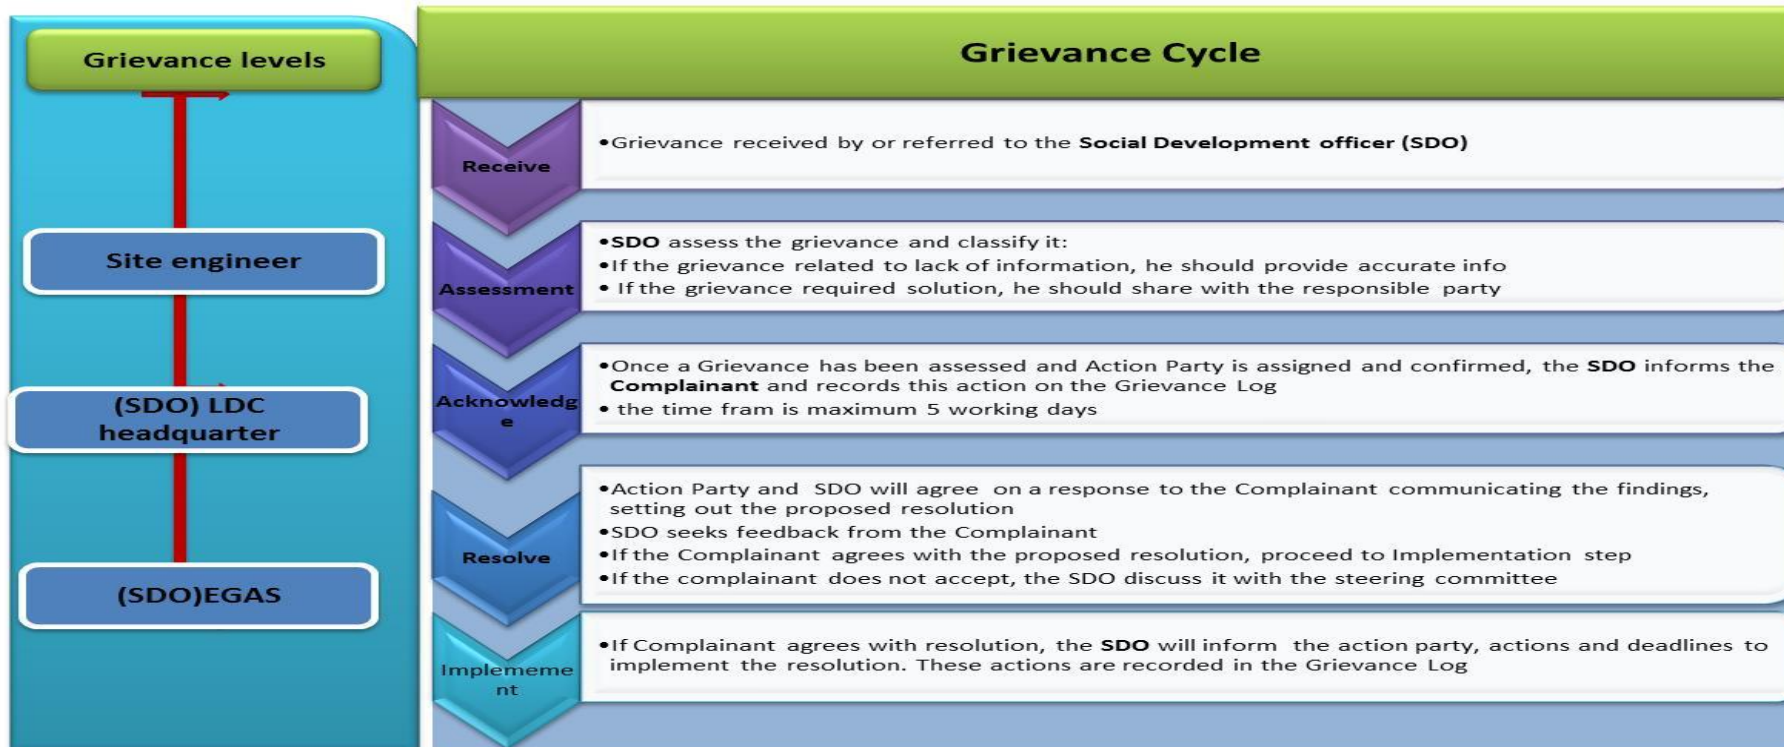 Grievance levels
Site engineer
(SDO) LDC
headquarter
(SDO)EGAS
Grievance Cycle
Receive
•Grievance received by or referred to the Social Development officer (SDO)
Assessment
•SDO assess the grievance and classify it:
•If the grievance related to lack of information, he should provide accurate info
• If the grievance required solution, he should share with the responsible party
Acknowledg
e
•Once a Grievance has been assessed and Action Party is assigned and confirmed, the SDO informs the
Complainant and records this action on the Grievance Log
• the time fram is maximum 5 working days
Resolve
•Action Party and SDO will agree on a response to the Complainant communicating the findings,
setting out the proposed resolution
•SDO seeks feedback from the Complainant
•If the Complainant agrees with the proposed resolution, proceed to Implementation step
•If the complainant does not accept, the SDO discuss it with the steering committee
Implememe
nt
•If Complainant agrees with resolution, the SDO will inform the action party, actions and deadlines to
implement the resolution. These actions are recorded in the Grievance Log